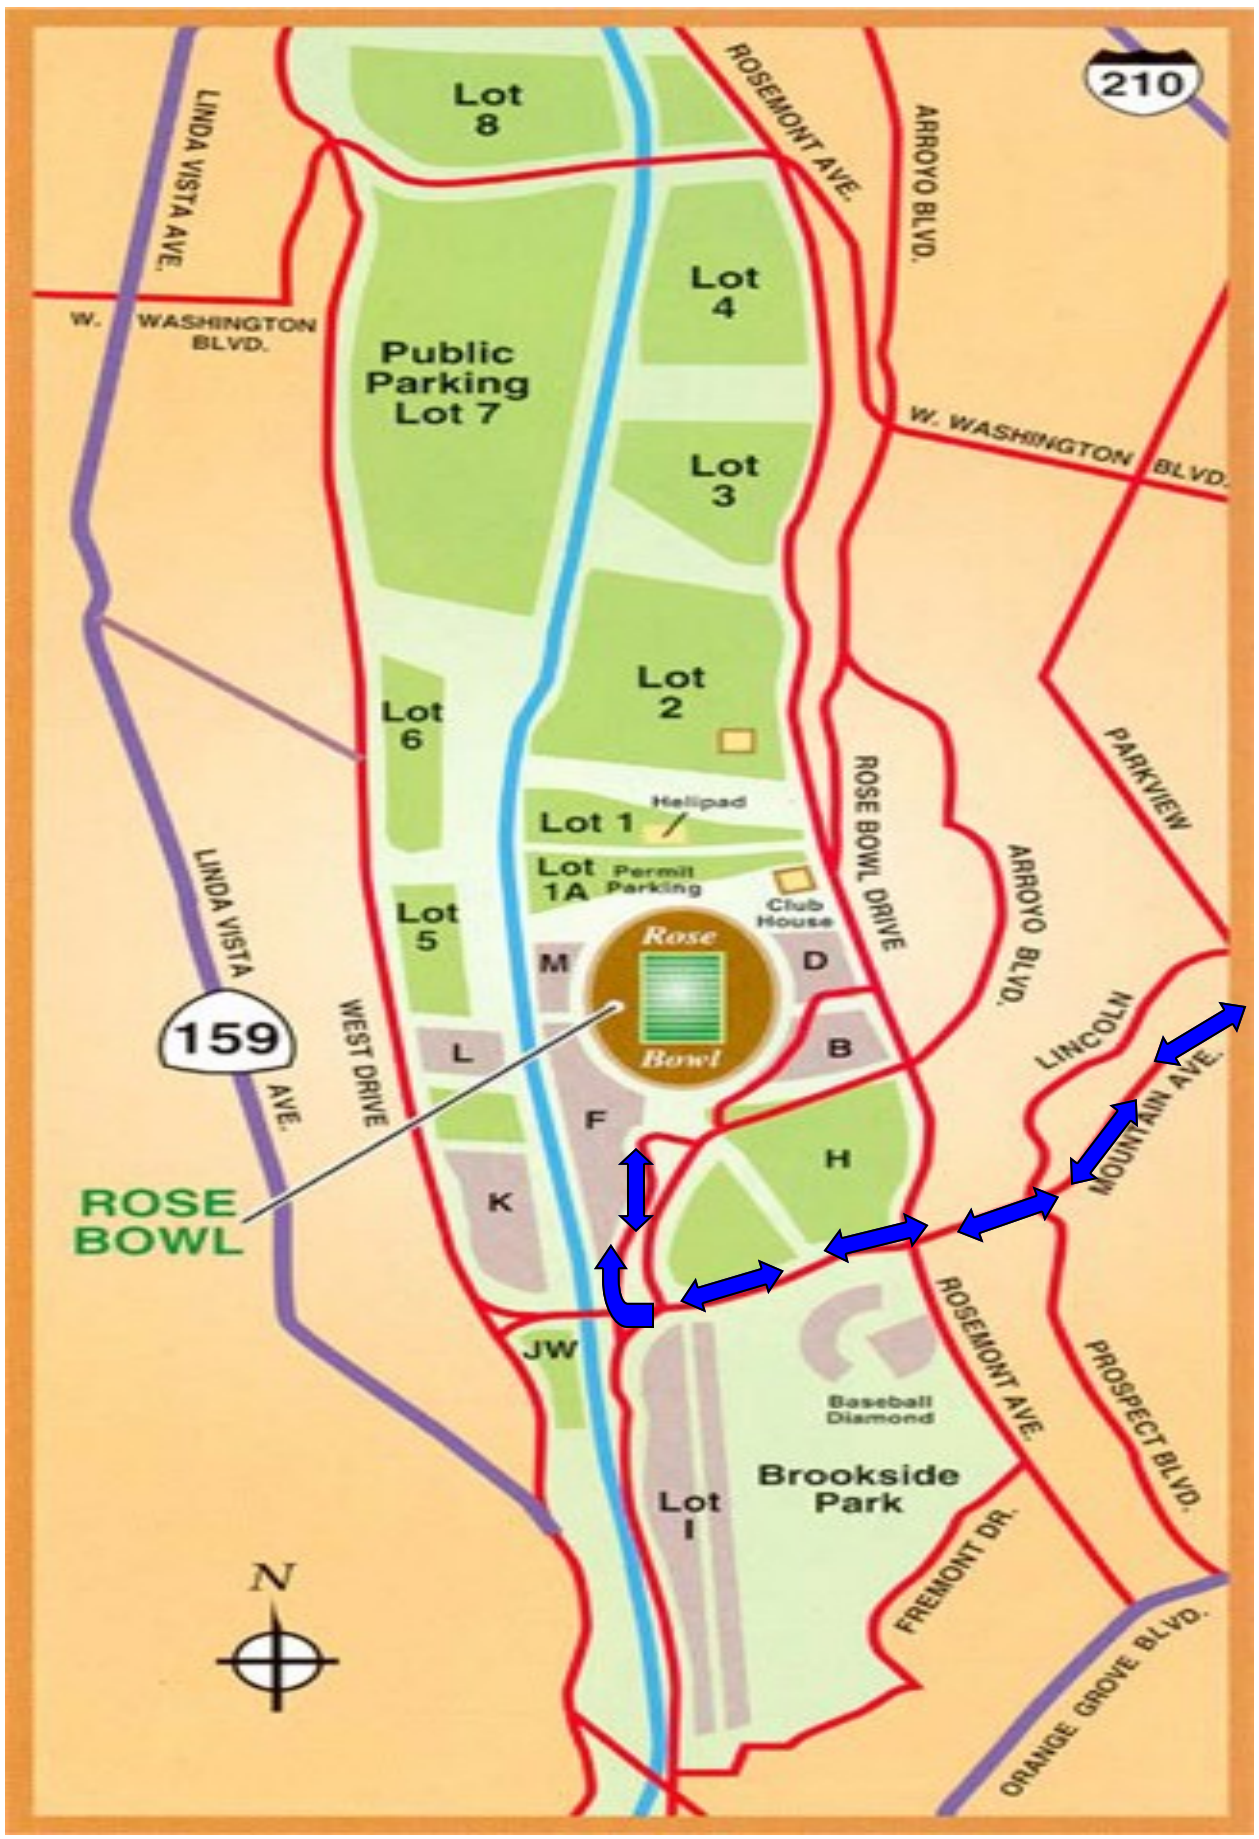 Lot
8
ROSEMONT AVE.
ARROYO BLVD.
210
LINDA VISTA AVE.
Lot
4
W. WASHINGTON
BLVD.
Public
Parking
Lot 7
W. WASHINGTON BLVD.
Lot
3
Lot
2
Lot
6
PARKVIEW
ROSE BOWL DRIVE
Helipad
Lot 1
Lot
1A
Permit
Parking
Club
House
ARROYO BLVD.
LINDA VISTA
AVE.
Lot
5
Rose
Bowl
M
D
159
WEST DRIVE
L
B
LINCOLN
MOUNTAIN AVE.
F
H
K
ROSE
BOWL
JW
ROSEMONT AVE.
PROSPECT BLVD.
Baseball
Diamond
Brookside
Park
Lot
I
FREMONT DR.
N
ORANGE GROVE BLVD.